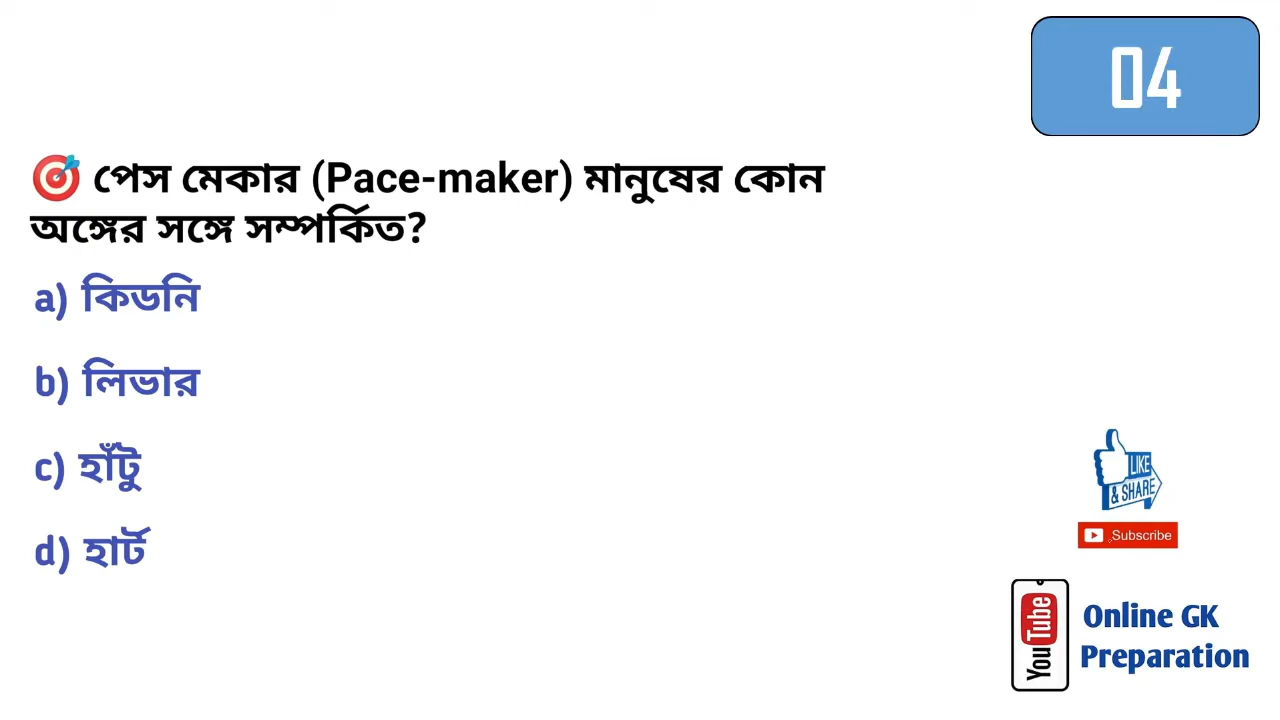 04
🎯 পেস মেকার (Pace-maker) মানুষের কোন
অঙ্গের সঙ্গে সম্পর্কিত?
a) কিডনি
b) লিভার
c) হাঁটু
d) হার্ট
LIKE
& SHARE
Subscribe
YouTube
Online GK
Preparation